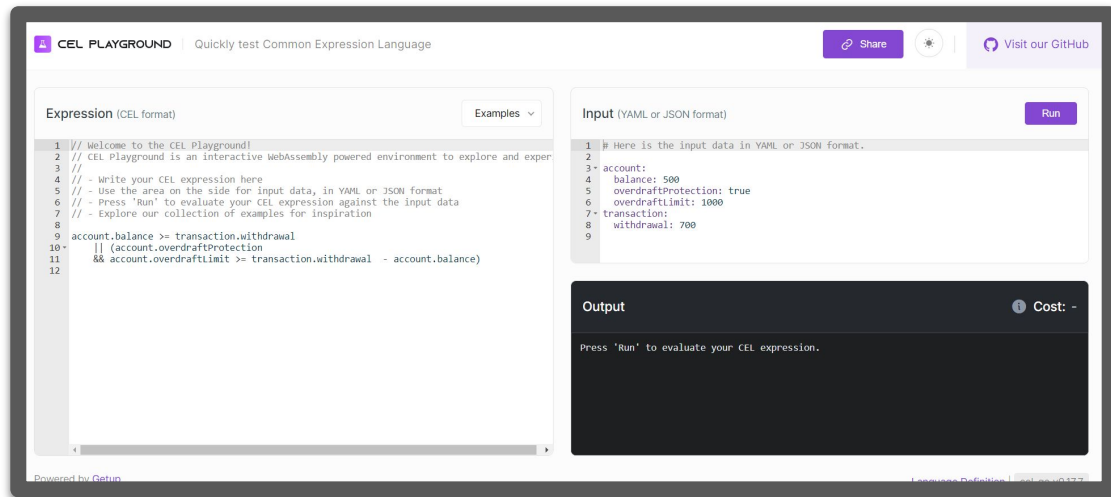 CEL PLAYGROUND
Quickly test Common Expression Language
Share
Visit our GitHub
Expression (CEL format)
Examples
1 // Welcome to the CEL Playground!
2 // CEL Playground is an interactive WebAssembly powered environment to explore and exper
3 //
4 // - Write your CEL expression here
5 // - Use the area on the side for input data, in YAML or JSON format
6 // - Press 'Run' to evaluate your CEL expression against the input data
7 // - Explore our collection of examples for inspiration
8
9 account.balance >= transaction.withdrawal
10 || (account.overdraftProtection
11 && account.overdraftLimit >= transaction.withdrawal - account.balance)
12
Input (YAML or JSON format)
Run
1 # Here is the input data in YAML or JSON format.
2
3 account:
4 balance: 500
5 overdraftProtection: true
6 overdraftLimit: 1000
7 transaction:
8 withdrawal: 700
9
Output
Cost: -
Press 'Run' to evaluate your CEL expression.
Powered by Getup
Language Definition | cel-go v0.17.7